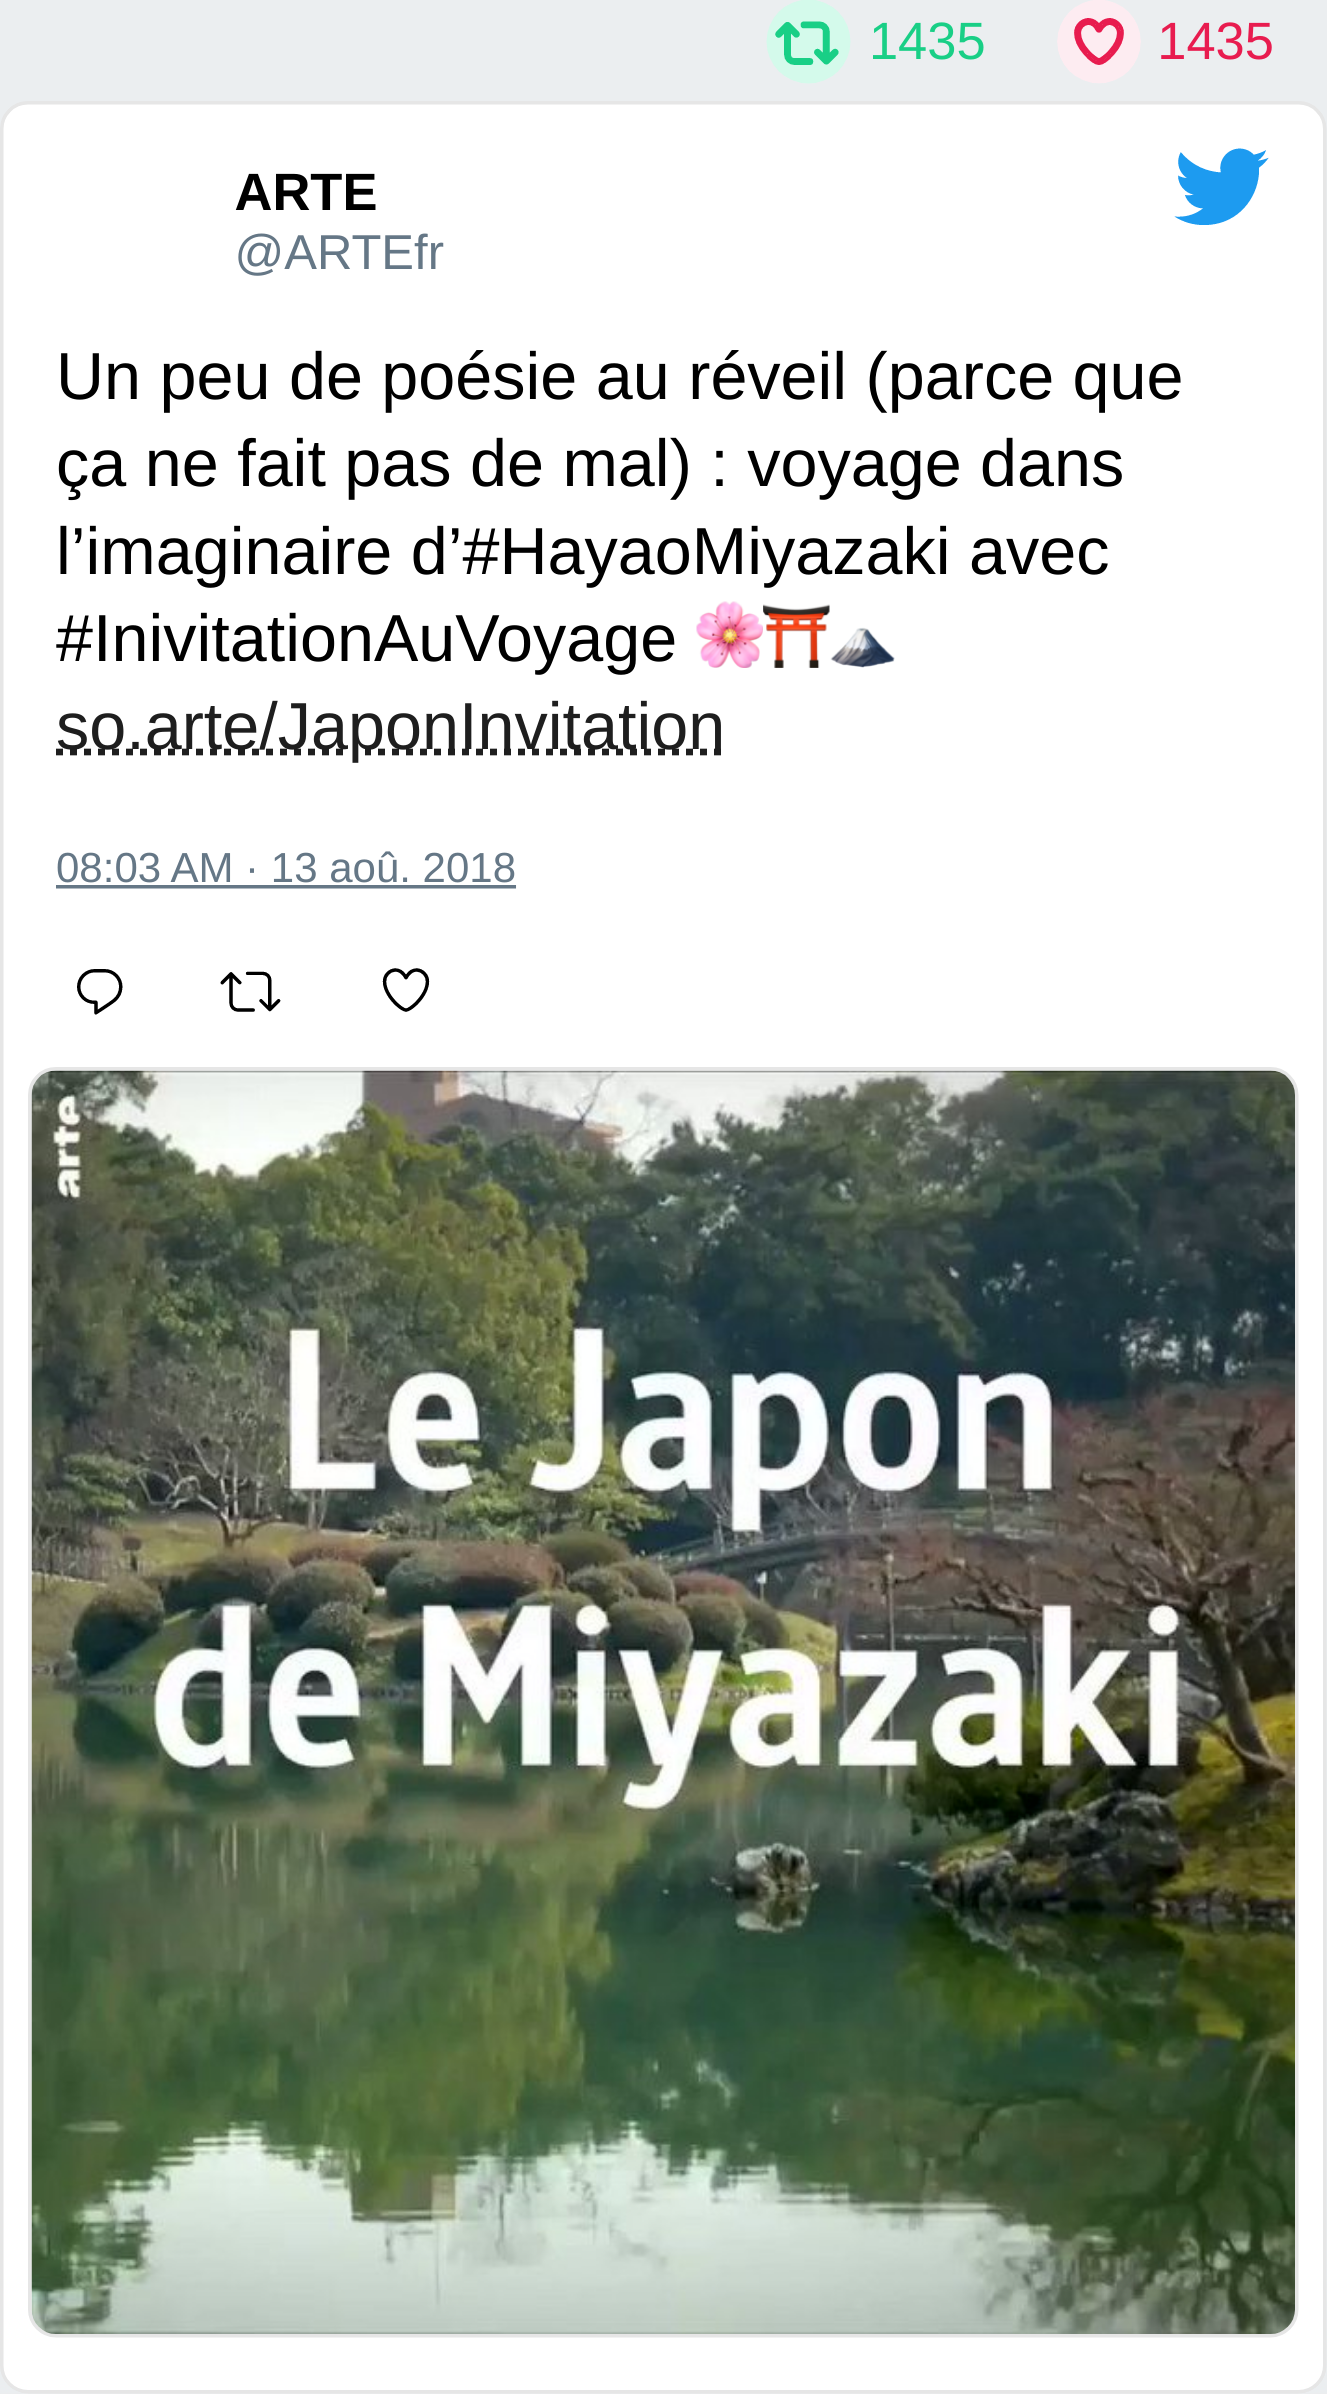 1435 1435
ARTE
@ARTEfr
Un peu de poésie au réveil (parce que
ça ne fait pas de mal) : voyage dans
l’imaginaire d’#HayaoMiyazaki avec
#InivitationAuVoyage 🌸⛩️🗻
so.arte/JaponInvitation
08:03 AM · 13 aoû. 2018
arte
Le Japon
de Miyazaki